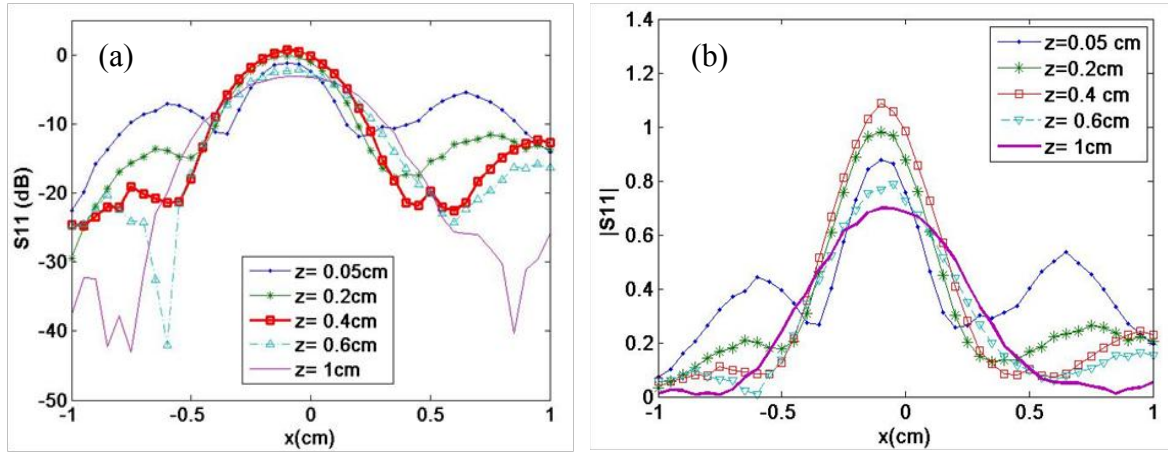 (a)
S11 (dB)
0
-10
-20
-30
-40
-50
-1
-0.5
0
0.5
1
x(cm)
z= 0.05cm
z= 0.2cm
z= 0.4cm
z= 0.6cm
z= 1cm
(b)
|S11|
1.4
1.2
1
0.8
0.6
0.4
0.2
0
-1
-0.5
0
0.5
1
x(cm)
z=0.05 cm
z=0.2cm
z=0.4 cm
z= 0.6cm
z= 1cm